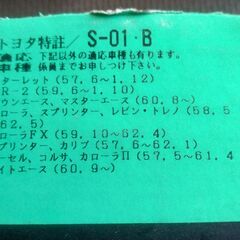 トヨタ特註／S-01・B
適応 下記以外の適応車種も有ります。
車種 係員までお申しつけ下さい。
ターレット(57,6〜1,12)
R-2(59,6〜1,10)
ウンエース、マスターエース(60,8〜)
ローラ、スプリンター、レビン・トレノ(58,5
62,5)
ローラFX(59,10〜62,4)
プリンター、カリブ(57,6〜62,1)
ーセル、コルサ、カローラⅡ(57,5〜61,4
イトエース(60,9〜)